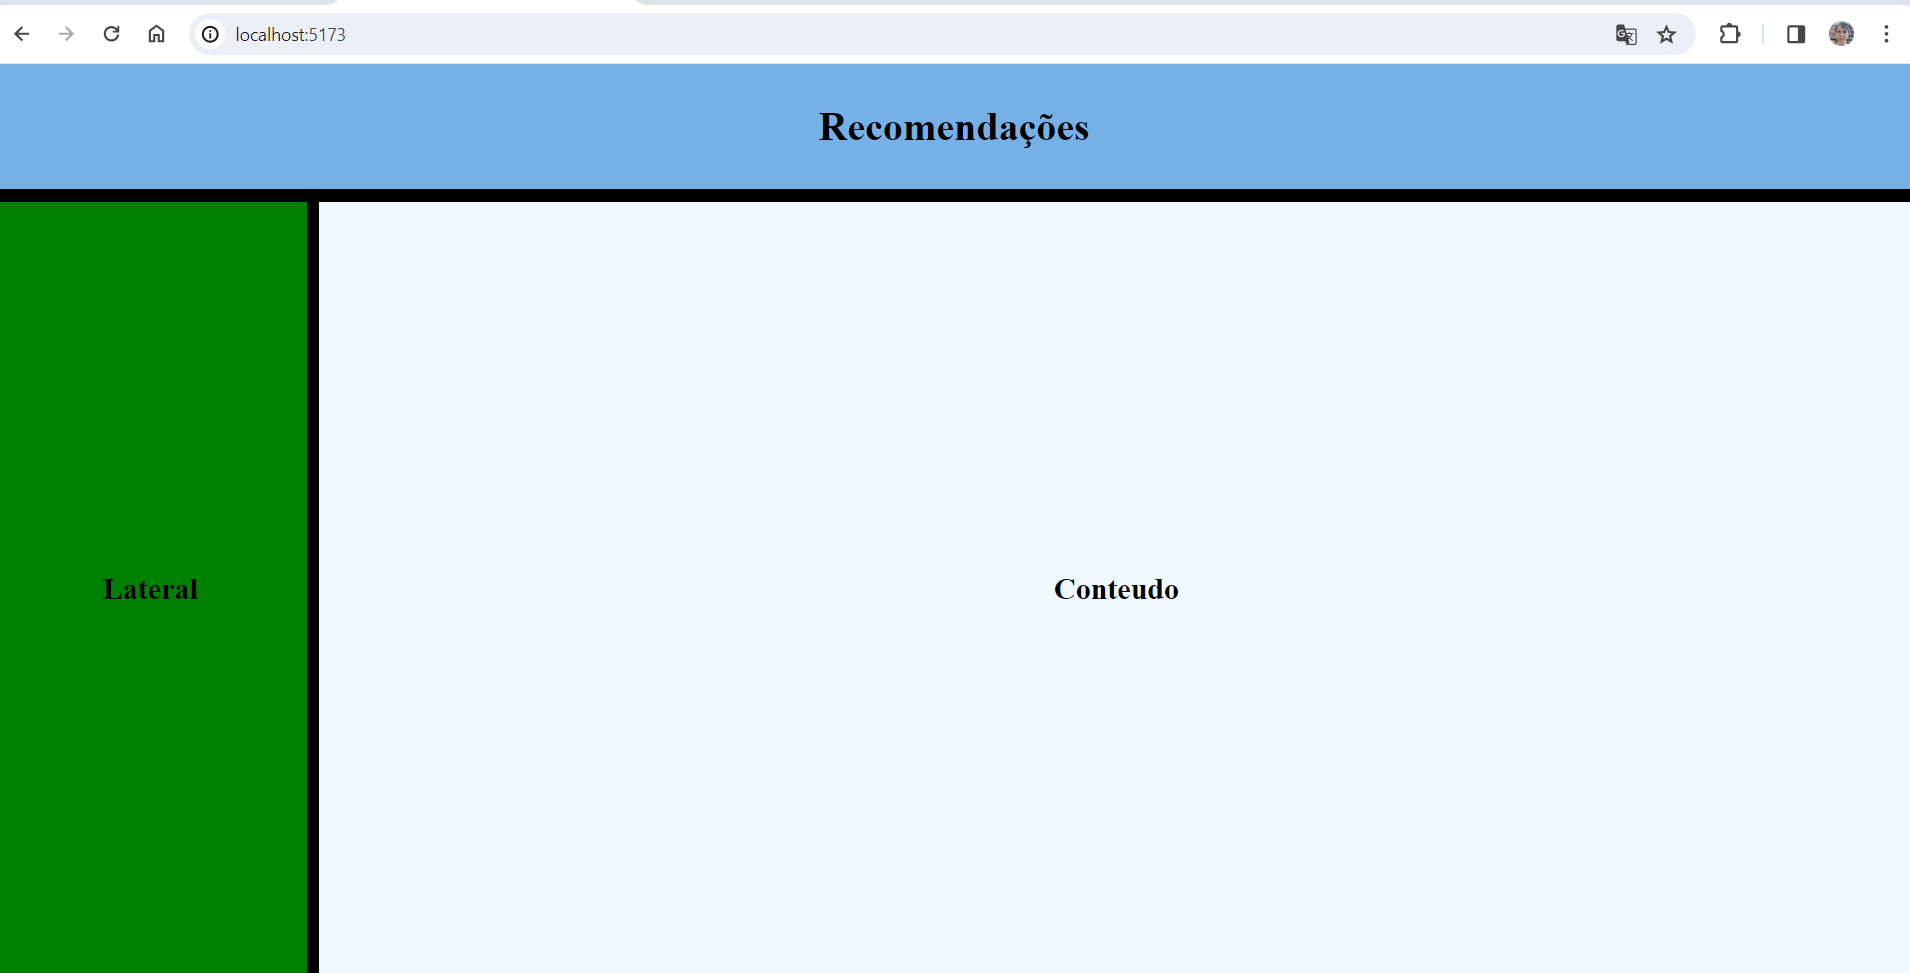 localhost:5173
Recomendações
Lateral
Conteudo